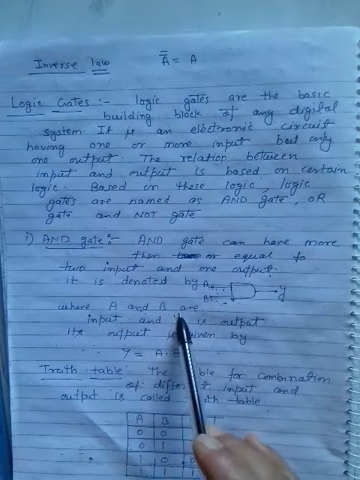 Inverse law A̿ = A
Logic Gates :- Logic gates are the basic
building block of any digital
system It is an electronic circuit
having one or more input but only
one output The relation between
input and output is based on certain
logic. Based on these logic, logic
gates are named as AND gate, OR
gate and NOT gate
i) AND gate:- AND gate can have more
then or equal to
two input and one output
it is denoted by A B Y
where A and B are
input and is output
Its output is given by
Y = A.
Truth table: The for combination
of different input and
output is called table
A B
0 0
0 1
1 0
1 1